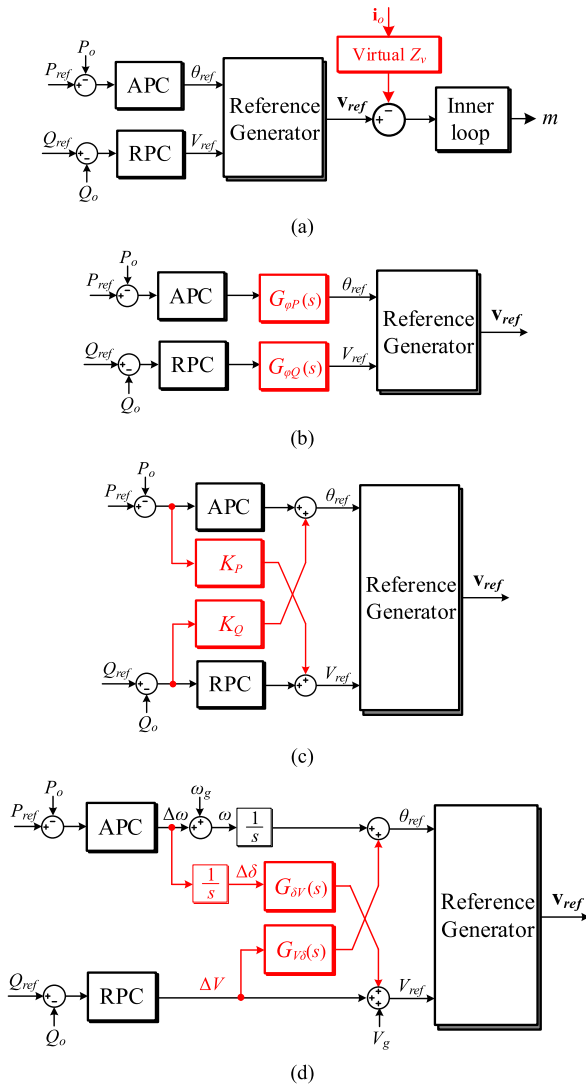 i_o
Virtual Z_v
P_o
P_ref + − APC θ_ref
Reference Generator
v_ref + −
Inner loop
m
Q_ref + − RPC V_ref
Q_o
(a)
P_o
P_ref + − APC G_φP(s) θ_ref
Reference Generator
v_ref
Q_ref + − RPC G_φQ(s) V_ref
Q_o
(b)
P_o
P_ref + − APC + + θ_ref
K_P
Reference Generator
v_ref
K_Q
Q_ref + − RPC + + V_ref
Q_o
(c)
P_o
ω_g
P_ref + − APC Δω + + ω 1/s + + θ_ref
1/s Δδ G_δV(s)
Reference Generator
v_ref
G_Vδ(s)
Q_ref + − RPC ΔV + + + V_ref
Q_o
V_g
(d)